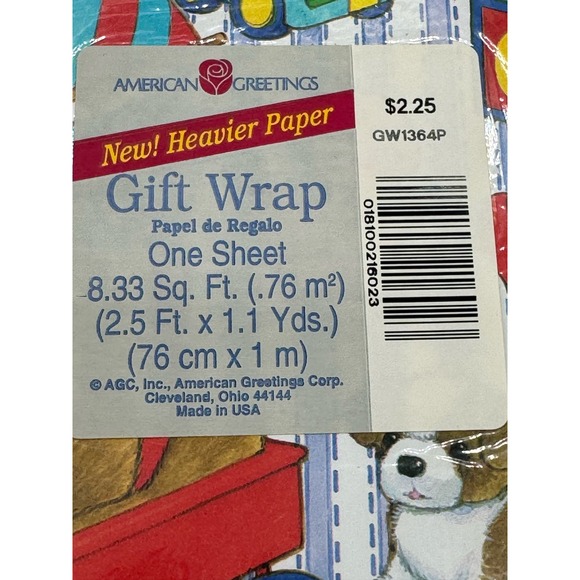 AMERICAN GREETINGS
New! Heavier Paper
Gift Wrap
Papel de Regalo
One Sheet
8.33 Sq. Ft. (.76 m²)
(2.5 Ft. x 1.1 Yds.)
(76 cm x 1 m)
© AGC, Inc., American Greetings Corp.
Cleveland, Ohio 44144
Made in USA
$2.25
GW1364P
018100216023